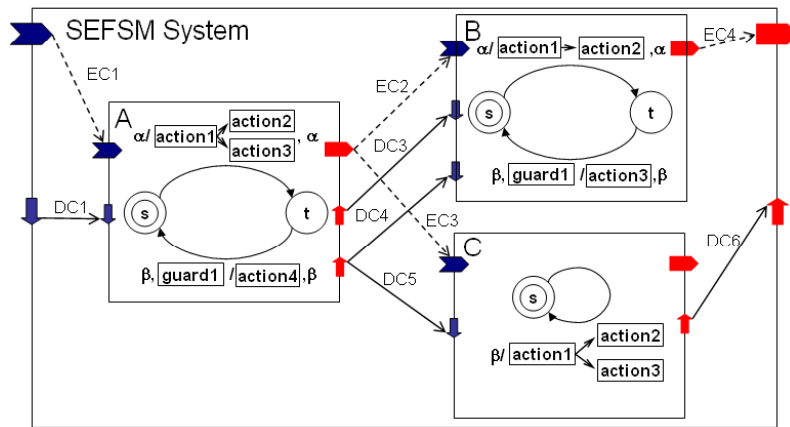 SEFSM System
EC1
DC1
A
α/ action1 action2 action3 , α
s
t
β, guard1 / action4 ,β
EC2
DC3
DC4
EC3
DC5
B
α/ action1 action2 ,α
s
t
β, guard1 / action3 ,β
EC4
C
s
β/ action1 action2 action3
DC6